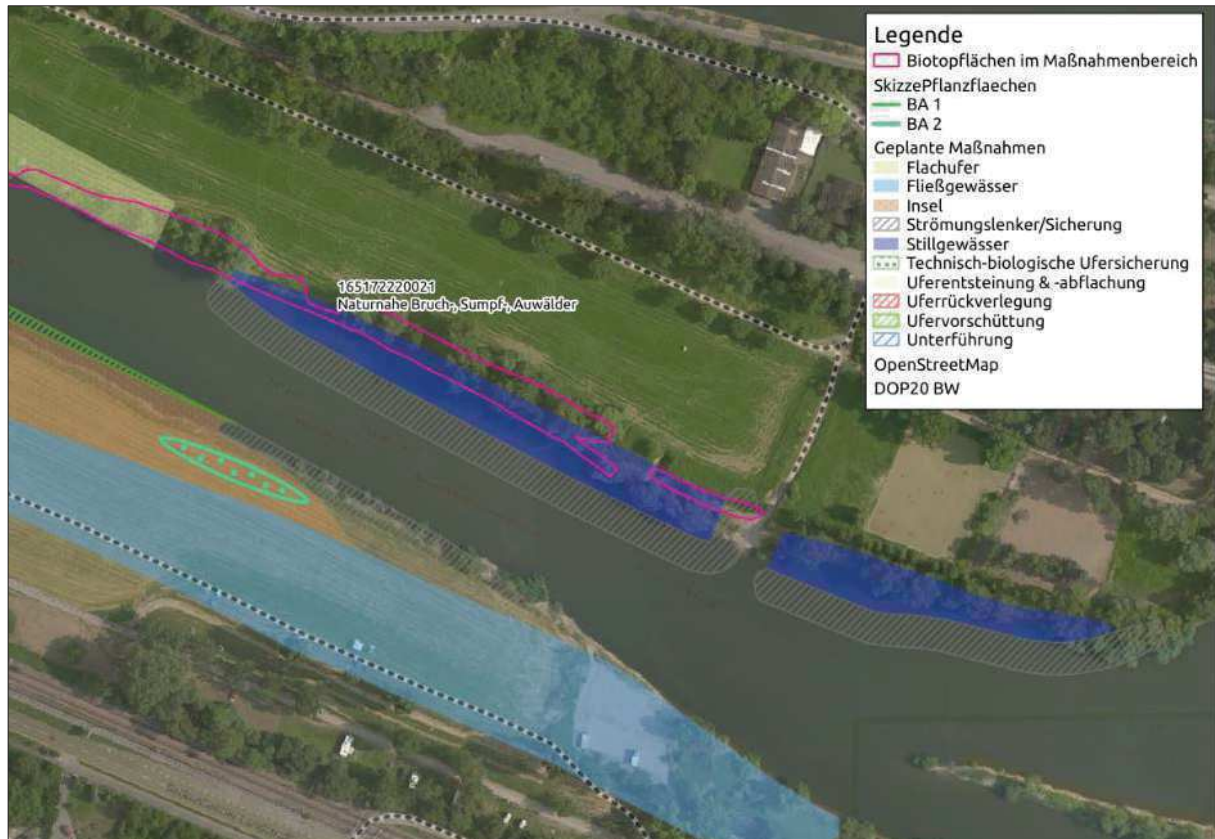 Legende
Biotopflächen im Maßnahmenbereich
SkizzePflanzflaechen
BA 1
BA 2
Geplante Maßnahmen
Flachufer
Fließgewässer
Insel
Strömungslenker/Sicherung
Stillgewässer
Technisch-biologische Ufersicherung
Uferentsteinung & -abflachung
Uferrückverlegung
Ufervorschüttung
Unterführung
OpenStreetMap
DOP20 BW
165172220021
Naturnahe Bruch-, Sumpf-, Auwälder